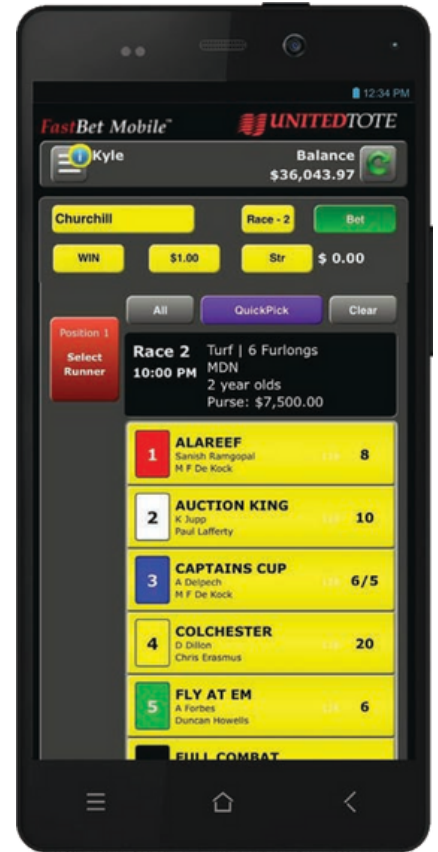 12:34 PM
FastBet Mobile™ UNITEDTOTE
Kyle Balance
$36,043.97
Churchill Race - 2 Bet
WIN $1.00 Str $ 0.00
All QuickPick Clear
Position 1
Select
Runner
Race 2 Turf | 6 Furlongs
10:00 PM MDN
2 year olds
Purse: $7,500.00
1 ALAREEF 8
Sanish Ramgopal
M F De Kock
2 AUCTION KING 10
K Jupp
Paul Lafferty
3 CAPTAINS CUP 6/5
A Delpech
M F De Kock
4 COLCHESTER 20
D Dillon
Chris Erasmus
5 FLY AT EM 6
A Forbes
Duncan Howells
FULL COMBAT